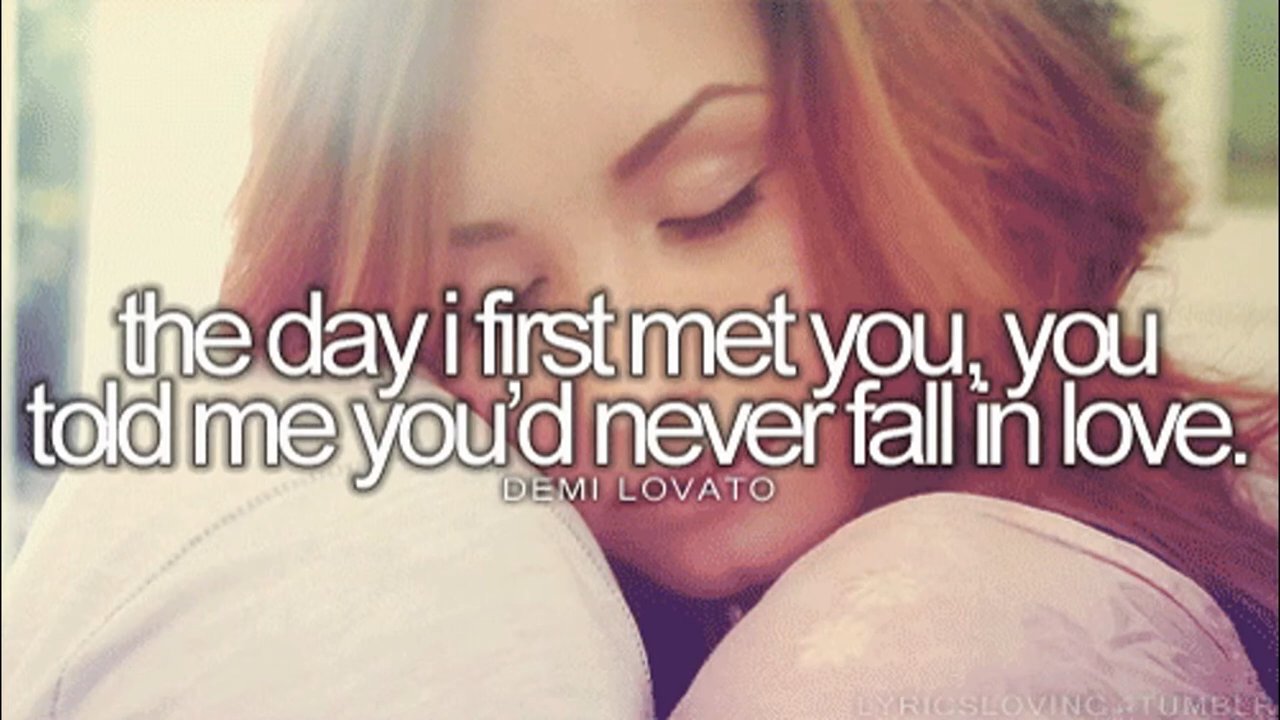 the day i first met you, you
told me you'd never fall in love.
DEMI LOVATO
LYRICSLOVING @ TUMBLR